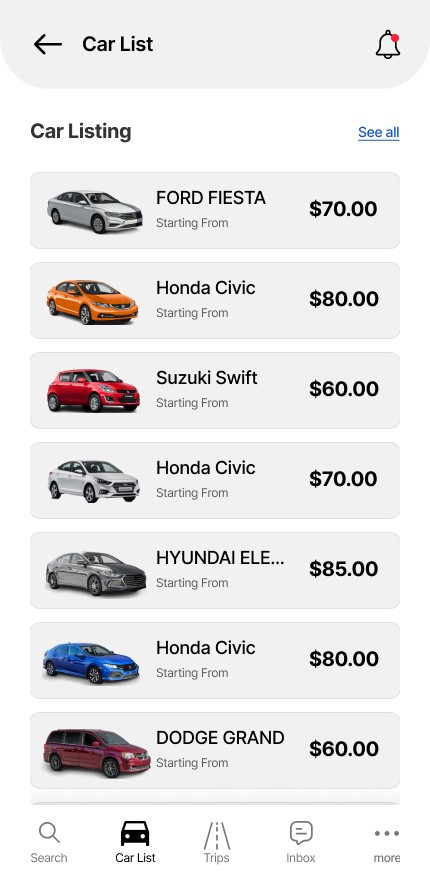 Car List
Car Listing
See all
FORD FIESTA
Starting From
$70.00
Honda Civic
Starting From
$80.00
Suzuki Swift
Starting From
$60.00
Honda Civic
Starting From
$70.00
HYUNDAI ELE...
Starting From
$85.00
Honda Civic
Starting From
$80.00
DODGE GRAND
Starting From
$60.00
Search
Car List
Trips
Inbox
more